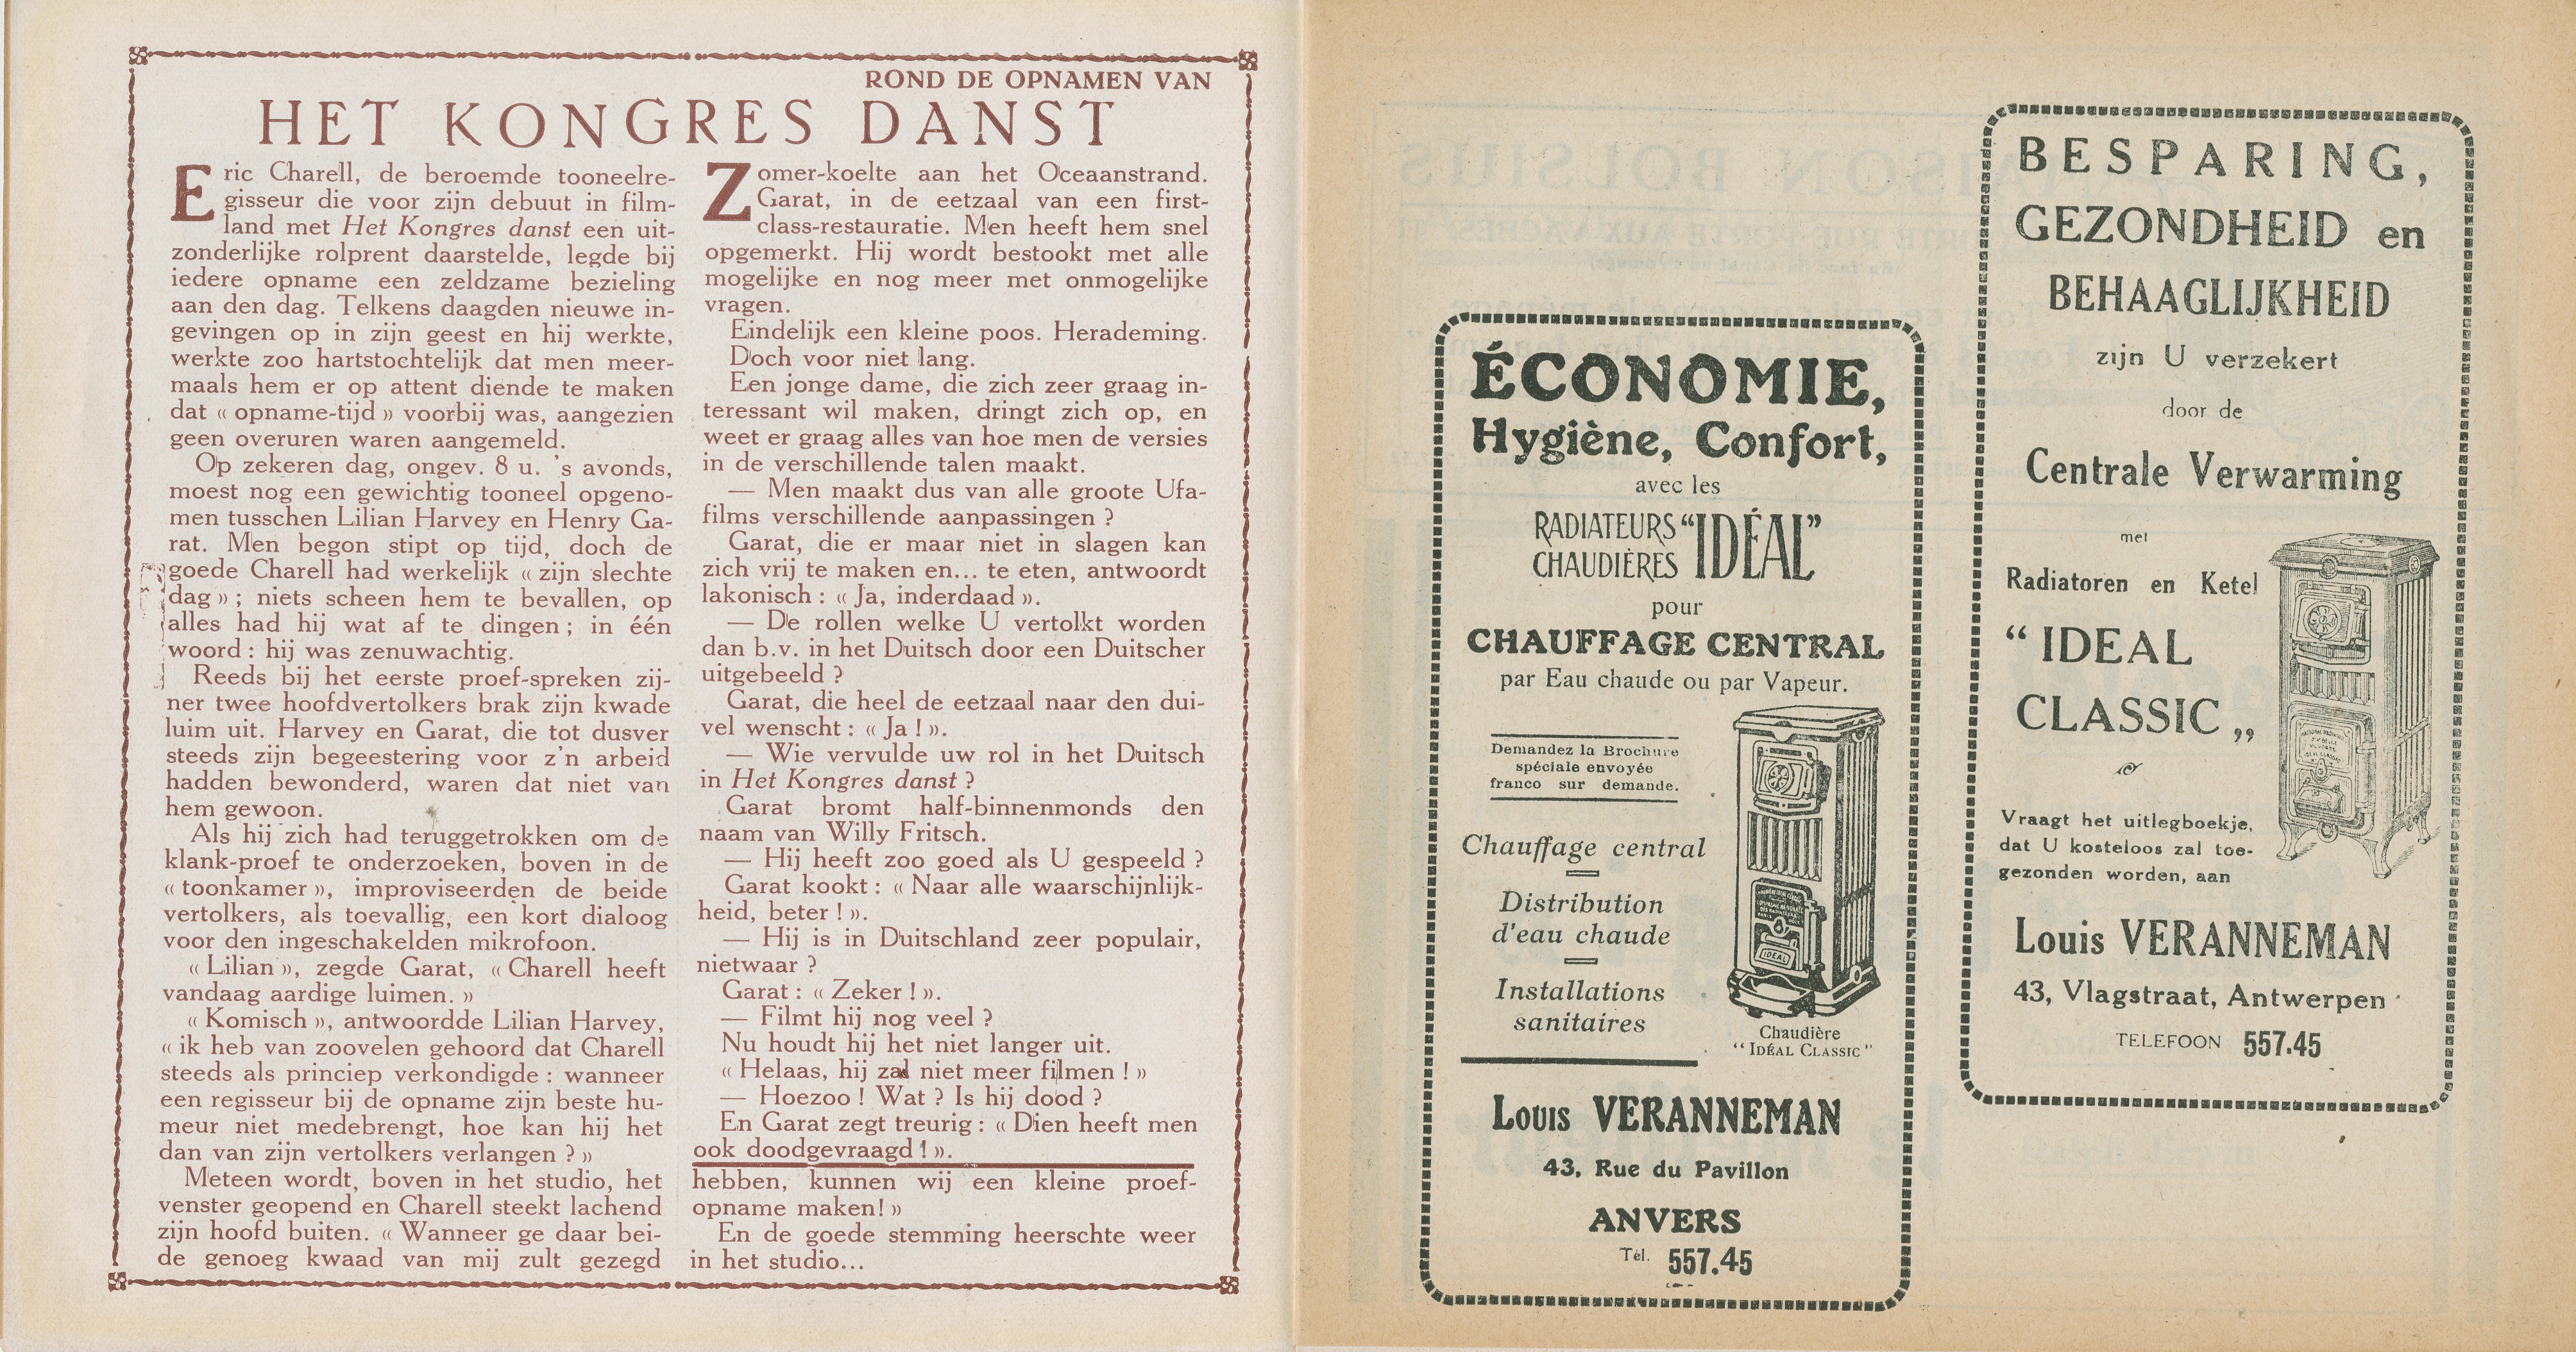 ROND DE OPNAMEN VAN
HET KONGRES DANST
Eric Charell, de beroemde tooneelre-
gisseur die voor zijn debuut in film-
land met Het Kongres danst een uit-
zonderlijke rolprent daarstelde, legde bij
iedere opname een zeldzame bezieling
aan den dag. Telkens daagden nieuwe in-
gevingen op in zijn geest en hij werkte,
werkte zoo hartstochtelijk dat men meer-
maals hem er op attent diende te maken
dat « opname-tijd » voorbij was, aangezien
geen overuren waren aangemeld.
Op zekeren dag, ongev. 8 u. 's avonds,
moest nog een gewichtig tooneel opgeno-
men tusschen Lilian Harvey en Henry Ga-
rat. Men begon stipt op tijd, doch de
goede Charell had werkelijk « zijn slechte
dag » ; niets scheen hem te bevallen, op
alles had hij wat af te dingen ; in één
woord : hij was zenuwachtig.
Reeds bij het eerste proef-spreken zij-
ner twee hoofdvertolkers brak zijn kwade
luim uit. Harvey en Garat, die tot dusver
steeds zijn begeestering voor z'n arbeid
hadden bewonderd, waren dat niet van
hem gewoon.
Als hij zich had teruggetrokken om de
klank-proef te onderzoeken, boven in de
« toonkamer », improviseerden de beide
vertolkers, als toevallig, een kort dialoog
voor den ingeschakelden mikrofoon.
« Lilian », zegde Garat, « Charell heeft
vandaag aardige luimen. »
« Komisch », antwoordde Lilian Harvey,
« ik heb van zoovelen gehoord dat Charell
steeds als princiep verkondigde : wanneer
een regisseur bij de opname zijn beste hu-
meur niet medebrengt, hoe kan hij het
dan van zijn vertolkers verlangen ? »
Meteen wordt, boven in het studio, het
venster geopend en Charell steekt lachend
zijn hoofd buiten. « Wanneer ge daar bei-
de genoeg kwaad van mij zult gezegd
Zomer-koelte aan het Oceaanstrand.
Garat, in de eetzaal van een first-
class-restauratie. Men heeft hem snel
opgemerkt. Hij wordt bestookt met alle
mogelijke en nog meer met onmogelijke
vragen.
Eindelijk een kleine poos. Herademing.
Doch voor niet lang.
Een jonge dame, die zich zeer graag in-
teressant wil maken, dringt zich op, en
weet er graag alles van hoe men de versies
in de verschillende talen maakt.
— Men maakt dus van alle groote Ufa-
films verschillende aanpassingen ?
Garat, die er maar niet in slagen kan
zich vrij te maken en... te eten, antwoordt
lakonisch : « Ja, inderdaad ».
— De rollen welke U vertolkt worden
dan b.v. in het Duitsch door een Duitscher
uitgebeeld ?
Garat, die heel de eetzaal naar den dui-
vel wenscht : « Ja ! ».
— Wie vervulde uw rol in het Duitsch
in Het Kongres danst ?
Garat bromt half-binnenmonds den
naam van Willy Fritsch.
— Hij heeft zoo goed als U gespeeld ?
Garat kookt : « Naar alle waarschijnlijk-
heid, beter ! ».
— Hij is in Duitschland zeer populair,
nietwaar ?
Garat : « Zeker ! ».
— Filmt hij nog veel ?
Nu houdt hij het niet langer uit.
« Helaas, hij zal niet meer filmen ! »
— Hoezoo ! Wat ? Is hij dood ?
En Garat zegt treurig : « Dien heeft men
ook doodgevraagd ! ».
hebben, kunnen wij een kleine proef-
opname maken! »
En de goede stemming heerschte weer
in het studio...
ÉCONOMIE,
Hygiène, Confort,
avec les
RADIATEURS
CHAUDIÈRES
"IDÉAL"
pour
CHAUFFAGE CENTRAL
par Eau chaude ou par Vapeur.
Demandez la Brochure
spéciale envoyée
franco sur demande.
Chauffage central
Distribution
d'eau chaude
Installations
sanitaires
IDEAL
Chaudière
"IDÉAL CLASSIC"
Louis VERANNEMAN
43, Rue du Pavillon
ANVERS
Tél. 557.45
BESPARING,
GEZONDHEID en
BEHAAGLIJKHEID
zijn U verzekert
door de
Centrale Verwarming
met
Radiatoren en Ketel
“ IDEAL
CLASSIC „
Vraagt het uitlegboekje,
dat U kosteloos zal toe-
gezonden worden, aan
Louis VERANNEMAN
43, Vlagstraat, Antwerpen
TELEFOON 557.45